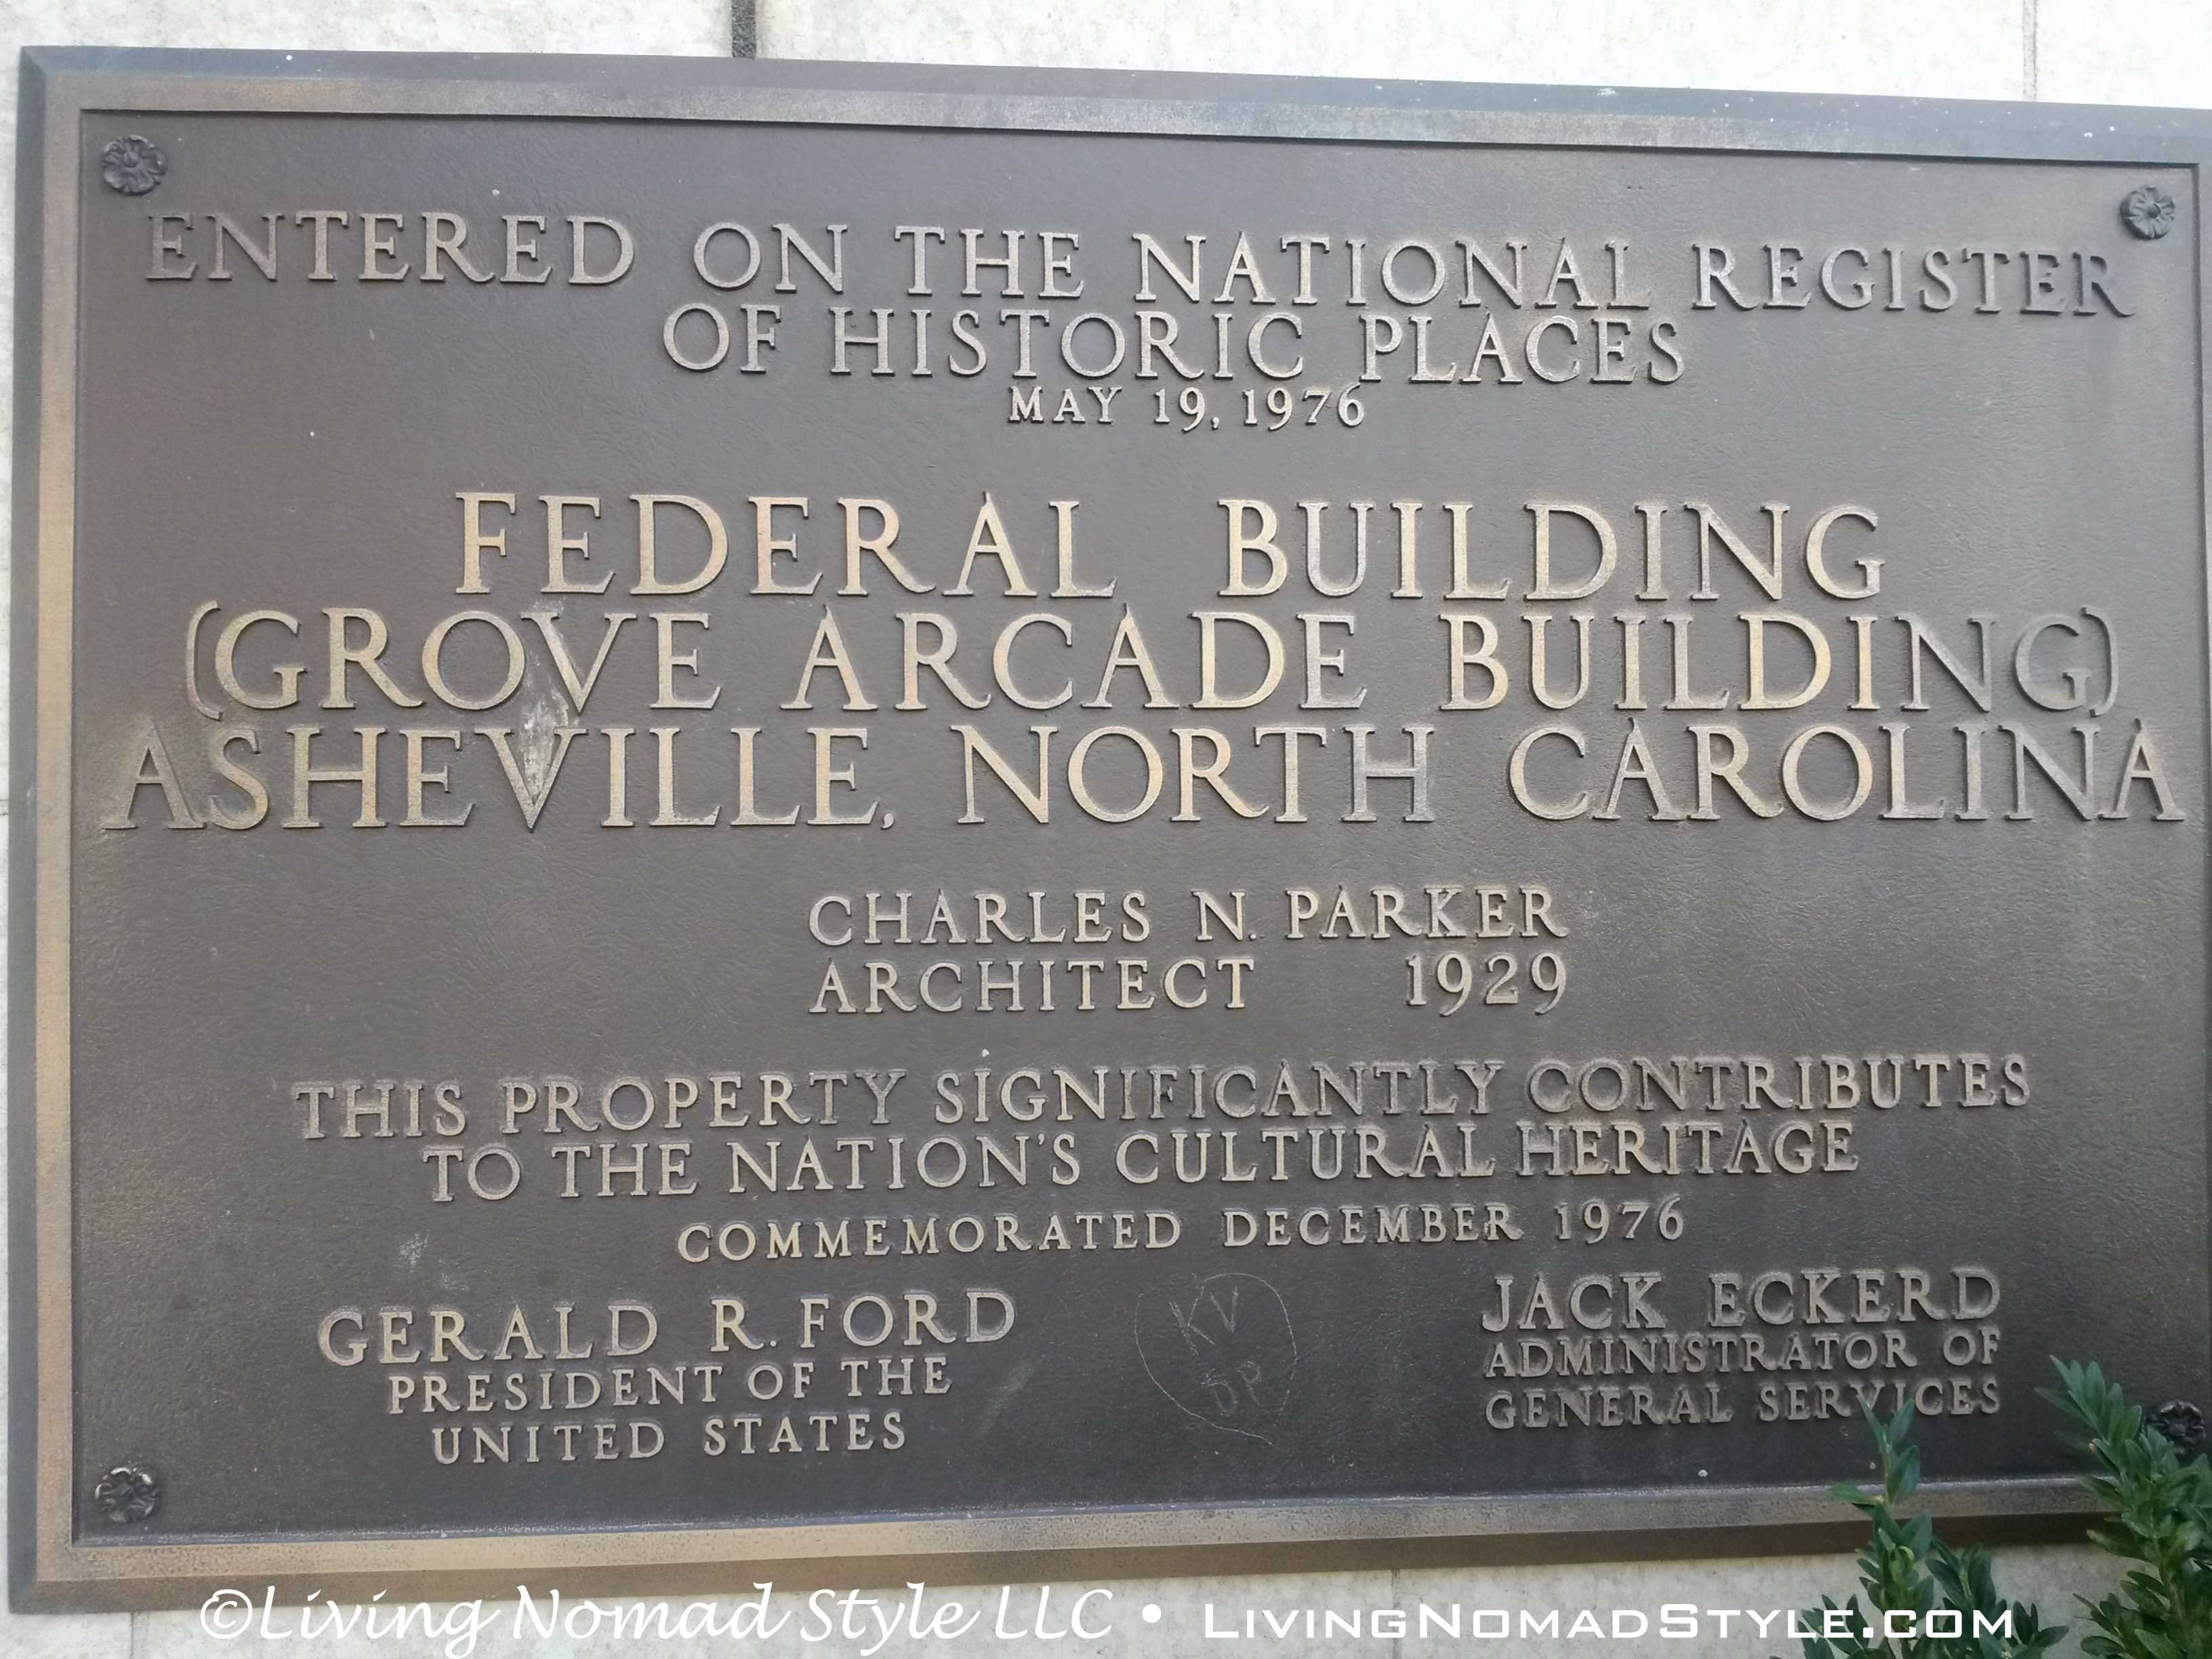 ENTERED ON THE NATIONAL REGISTER
OF HISTORIC PLACES
MAY 19, 1976
FEDERAL BUILDING
(GROVE ARCADE BUILDING)
ASHEVILLE, NORTH CAROLINA
CHARLES N. PARKER
ARCHITECT 1929
THIS PROPERTY SIGNIFICANTLY CONTRIBUTES
TO THE NATION'S CULTURAL HERITAGE
COMMEMORATED DECEMBER 1976
GERALD R. FORD
PRESIDENT OF THE
UNITED STATES
KV
DP
JACK ECKERD
ADMINISTRATOR OF
GENERAL SERVICES
©Living Nomad Style LLC • LIVINGNOMADSTYLE.COM